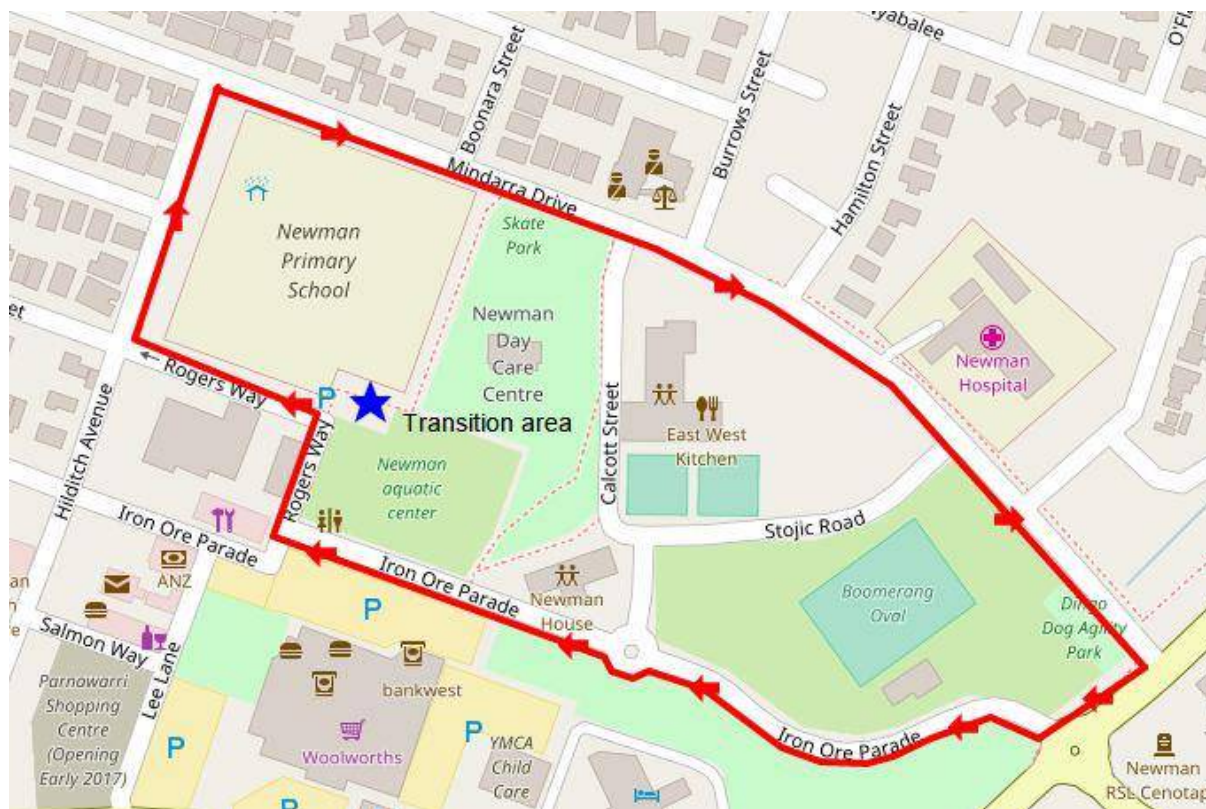 yabalee
O'Fl
Boonara Street
Burrows Street
Hamilton Street
Mindarra Drive
Skate
Park
Newman
Primary
School
Newman
Day
Care
Centre
Newman
Hospital
et
Rogers Way
P
Transition area
Calcott Street
East West
Kitchen
Hilditch Avenue
Rogers Way
Newman
aquatic
center
Stojic Road
Iron Ore Parade
ANZ
Iron Ore Parade
Newman
House
Boomerang
Oval
Dingo
Dog Agility
Park
Salmon Way
Lee Lane
P
bankwest
Parnawarri
Shopping
Centre
(Opening
Early 2017)
P
Woolworths
P
YMCA
Child
Care
Iron Ore Parade
Newman
RSL Cenotap
P